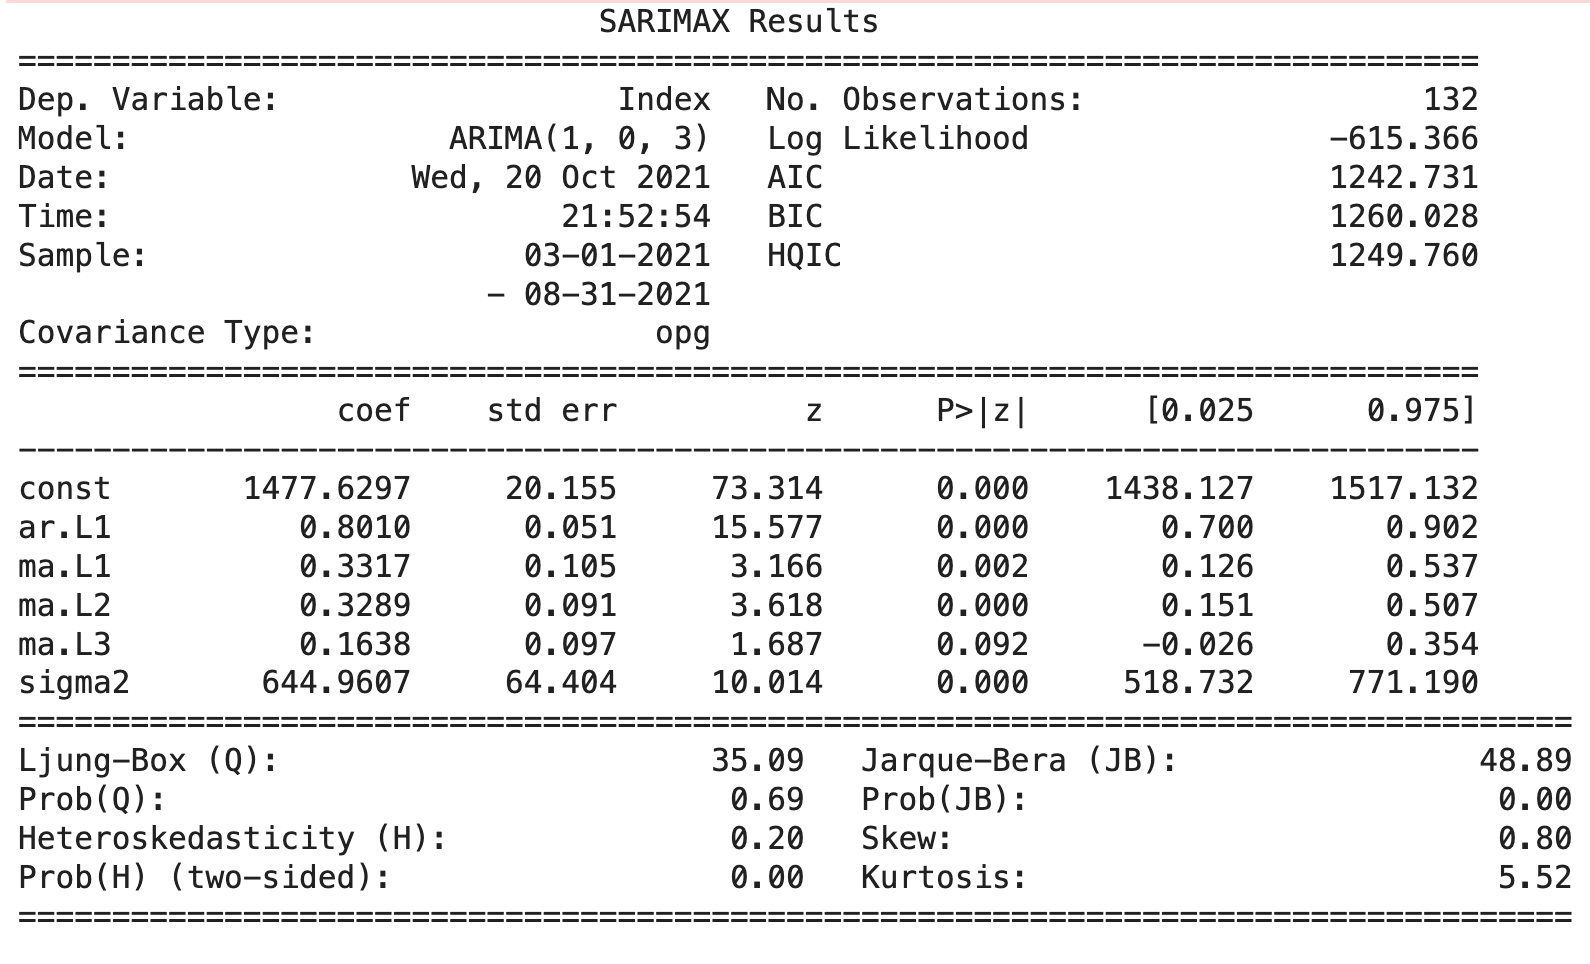 SARIMAX Results
==============================================================================
Dep. Variable:                  Index   No. Observations:                  132
Model:                 ARIMA(1, 0, 3)   Log Likelihood                -615.366
Date:                Wed, 20 Oct 2021   AIC                           1242.731
Time:                        21:52:54   BIC                           1260.028
Sample:                    03-01-2021   HQIC                          1249.760
- 08-31-2021
Covariance Type:                  opg
==============================================================================
coef    std err          z      P>|z|      [0.025      0.975]
------------------------------------------------------------------------------
const       1477.6297     20.155     73.314      0.000    1438.127    1517.132
ar.L1          0.8010      0.051     15.577      0.000       0.700       0.902
ma.L1          0.3317      0.105      3.166      0.002       0.126       0.537
ma.L2          0.3289      0.091      3.618      0.000       0.151       0.507
ma.L3          0.1638      0.097      1.687      0.092      -0.026       0.354
sigma2       644.9607     64.404     10.014      0.000     518.732     771.190
===================================================================================
Ljung-Box (Q):                       35.09   Jarque-Bera (JB):                48.89
Prob(Q):                              0.69   Prob(JB):                         0.00
Heteroskedasticity (H):               0.20   Skew:                             0.80
Prob(H) (two-sided):                  0.00   Kurtosis:                         5.52
===================================================================================